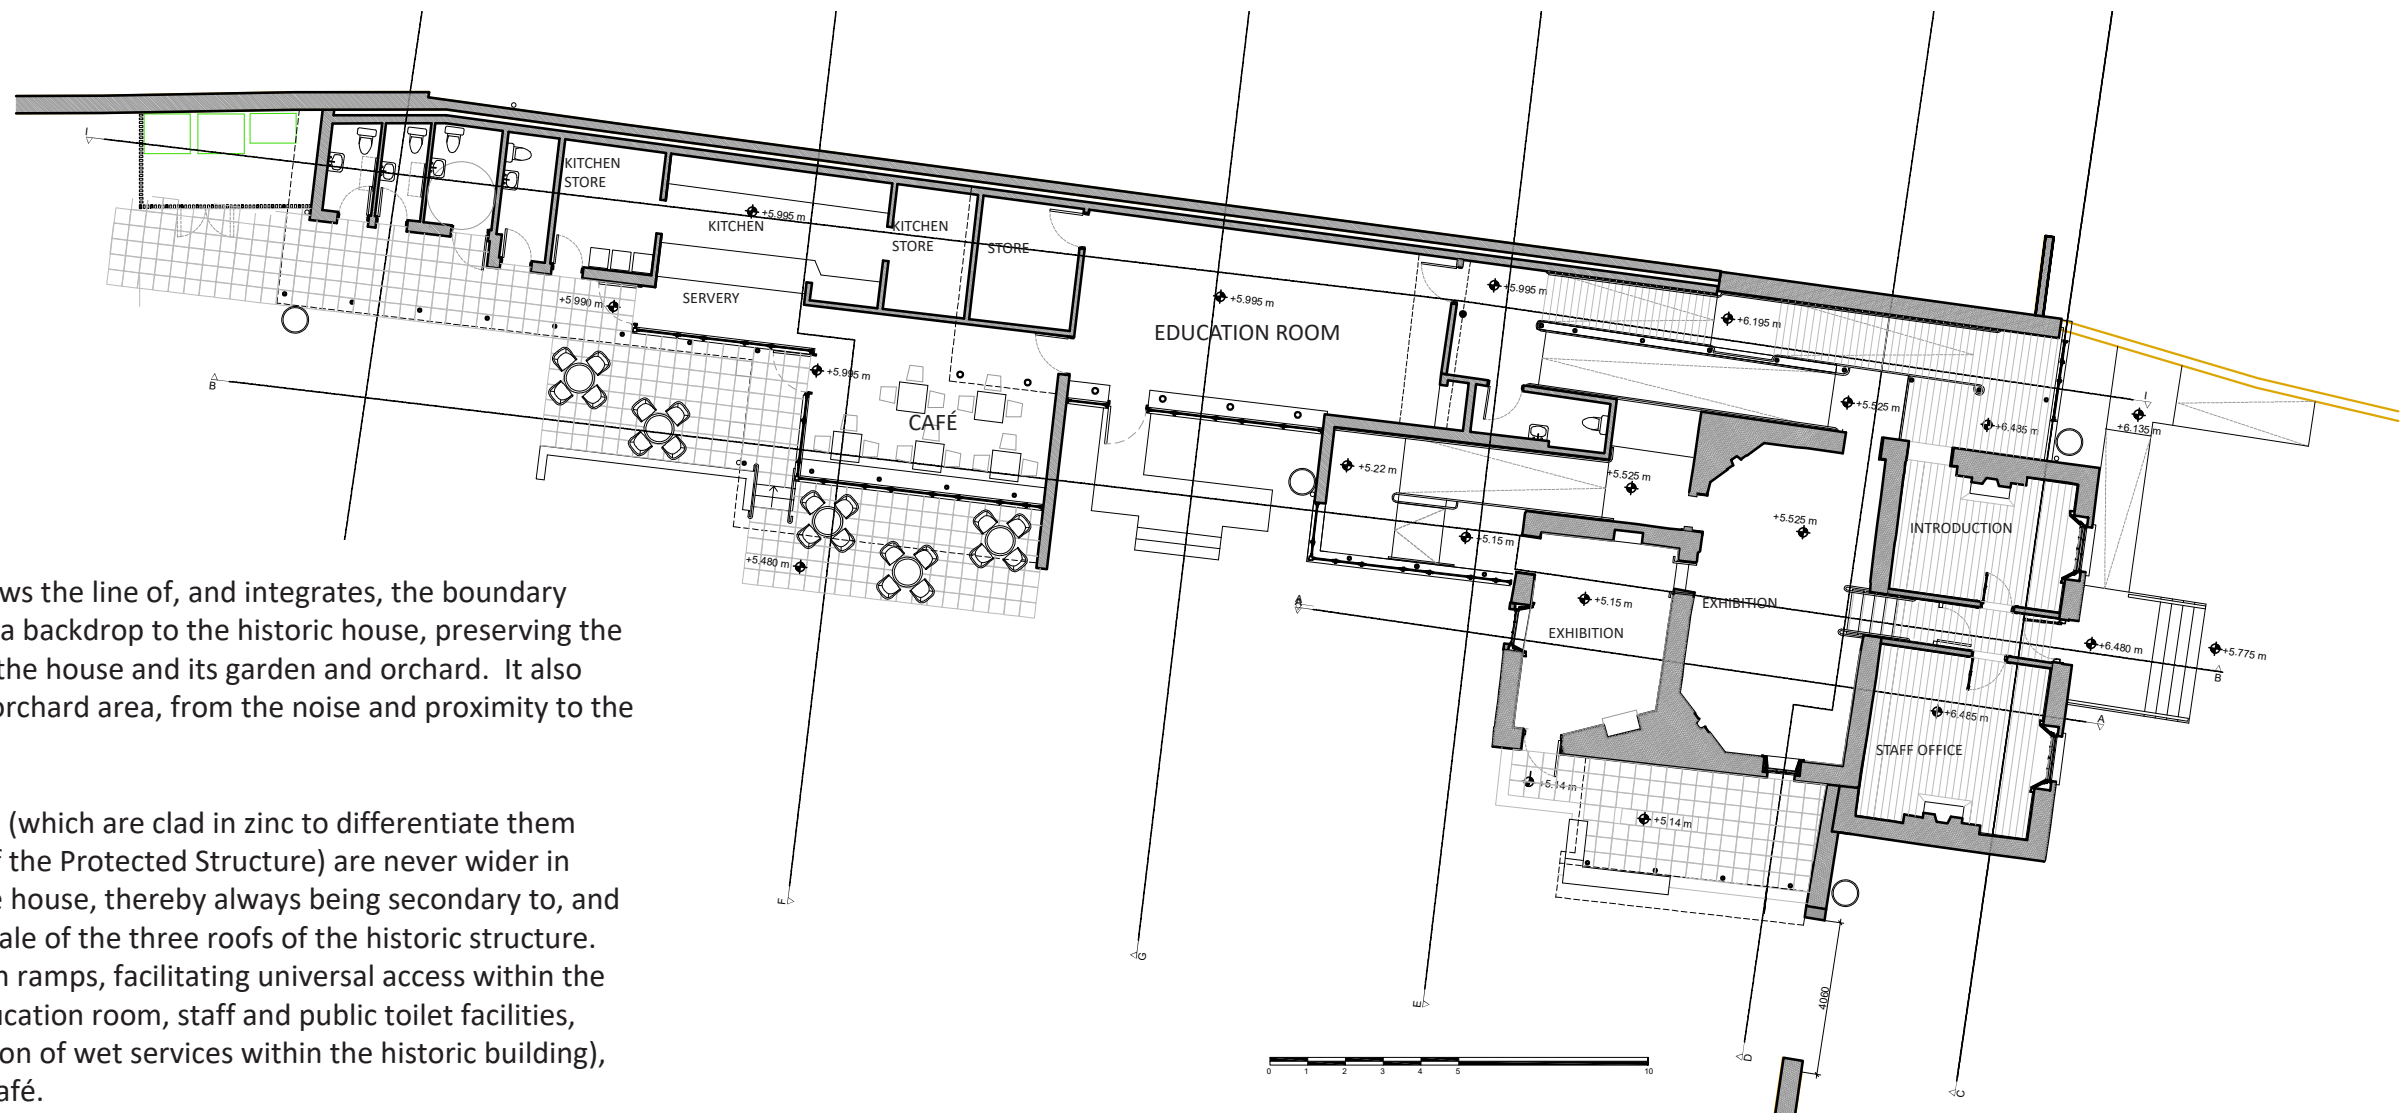 I
KITCHEN
STORE
+5.995 m
KITCHEN
KITCHEN
STORE
STORE
SERVERY
+5.990 m
+5.995 m
EDUCATION ROOM
+5.995 m
+6.195 m
B
+5.995 m
CAFÉ
+5.525 m
+6.485 m
I
+6.135 m
+5.22 m
+5.525 m
+5.525 m
INTRODUCTION
+5.15 m
+5.480 m
A
+5.15 m
EXHIBITION
EXHIBITION
+6.480 m
+5.775 m
B
+6.485 m
A
STAFF OFFICE
+5.14 m
+5.14 m
F
G
E
D
C
4060
0 1 2 3 4 5 10
ws the line of, and integrates, the boundary
a backdrop to the historic house, preserving the
the house and its garden and orchard. It also
orchard area, from the noise and proximity to the
(which are clad in zinc to differentiate them
f the Protected Structure) are never wider in
e house, thereby always being secondary to, and
ale of the three roofs of the historic structure.
n ramps, facilitating universal access within the
ucation room, staff and public toilet facilities,
on of wet services within the historic building),
afé.